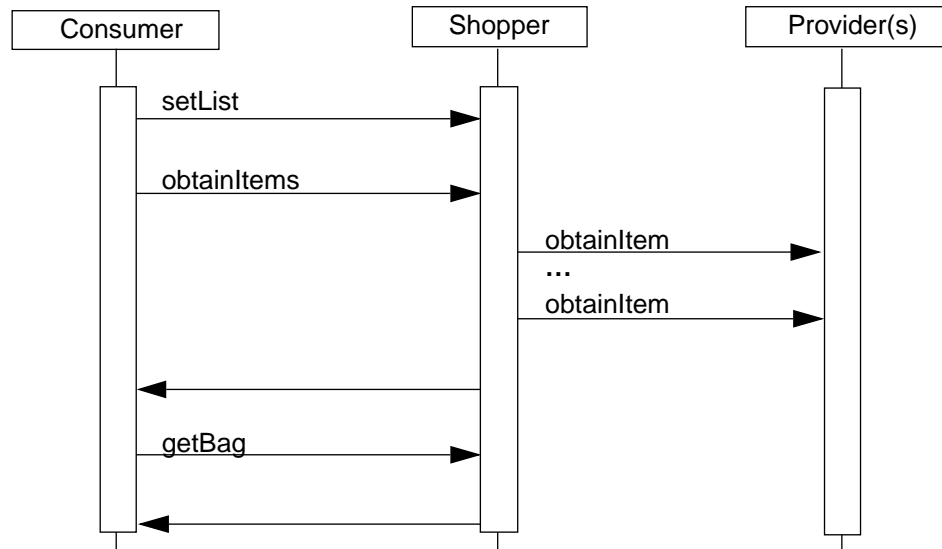 Consumer
Shopper
Provider(s)
setList
obtainItems
obtainItem
...
obtainItem
getBag